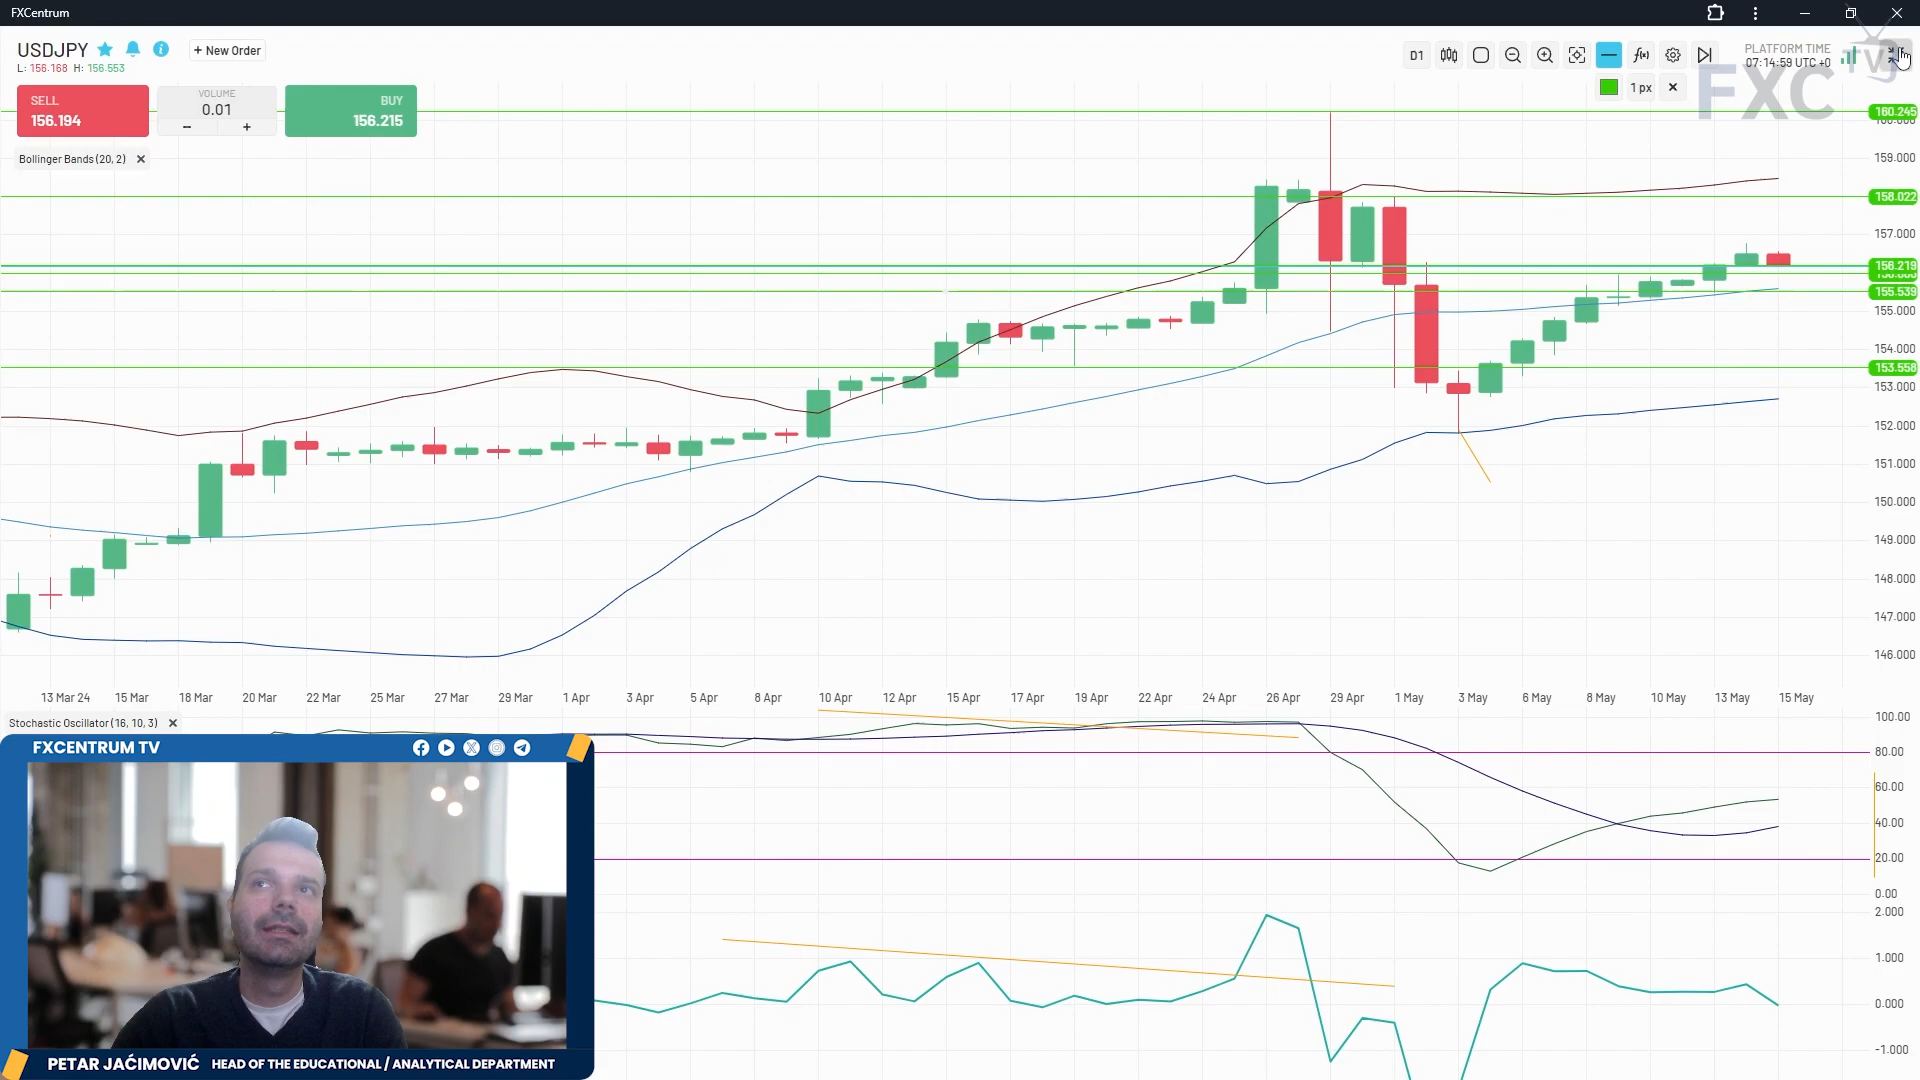 FXCentrum
USDJPY
+ New Order
L: 156.168 H: 156.553
D1
PLATFORM TIME
07:14:59 UTC +0
1 px
FXC
TV
SELL
156.194
VOLUME
0.01
− +
BUY
156.215
Bollinger Bands (20, 2)
160.245
159.000
158.022
157.000
156.219
155.539
155.000
154.000
153.558
153.000
152.000
151.000
150.000
149.000
148.000
147.000
146.000
13 Mar 24 15 Mar 18 Mar 20 Mar 22 Mar 25 Mar 27 Mar 29 Mar 1 Apr 3 Apr 5 Apr 8 Apr 10 Apr 12 Apr 15 Apr 17 Apr 19 Apr 22 Apr 24 Apr 26 Apr 29 Apr 1 May 3 May 6 May 8 May 10 May 13 May 15 May
Stochastic Oscillator (16, 10, 3)
100.00
80.00
60.00
40.00
20.00
0.00
2.000
1.000
0.000
-1.000
FXCENTRUM TV
PETAR JAĆIMOVIĆ HEAD OF THE EDUCATIONAL / ANALYTICAL DEPARTMENT